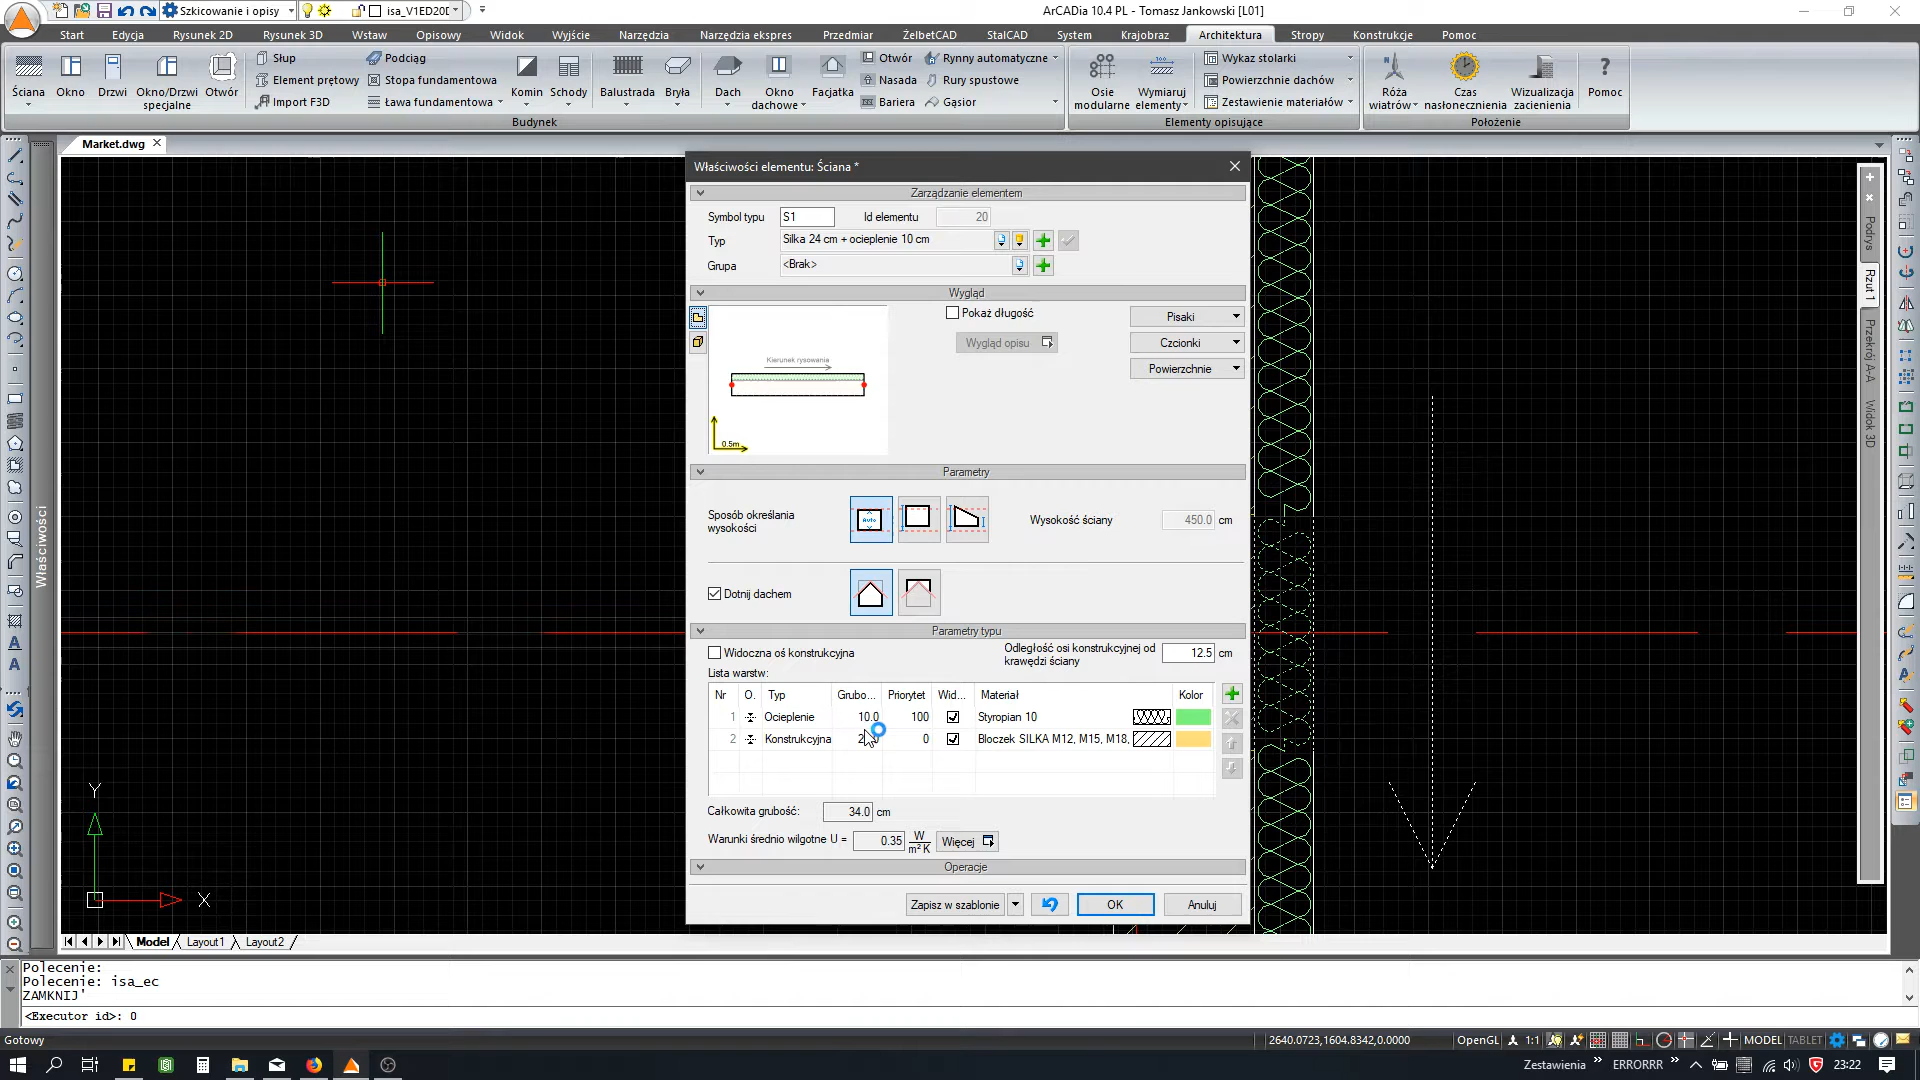 Szkicowanie i opisy
isa_V1ED20E
ArCADia 10.4 PL - Tomasz Jankowski [L01]
Start Edycja Rysunek 2D Rysunek 3D Wstaw Opisowy Widok Wyjście Narzędzia Narzędzia ekspres Przedmiar ŻelbetCAD StalCAD System Krajobraz Architektura Stropy Konstrukcje Pomoc
Słup Podciąg Otwór Rynny automatyczne Wykaz stolarki
Element prętowy Stopa fundamentowa Nasada Rury spustowe Powierzchnie dachów
Ściana Okno Drzwi Okno/Drzwi Otwór Komin Schody Balustrada Bryła Dach Okno Facjatka Osie Wymiaruj Róża Czas Wizualizacja Pomoc
Import F3D Ława fundamentowa Bariera Gąsior Zestawienie materiałów
specjalne dachowe modularne elementy wiatrów nasłonecznienia zacienienia
Budynek Elementy opisujące Położenie
Market.dwg
Właściwości elementu: Ściana *
Zarządzanie elementem
Symbol typu S1 Id elementu 20
Typ Silka 24 cm + ocieplenie 10 cm
Grupa <Brak>
Wygląd
Pokaż długość Pisaki
Wygląd opisu Czcionki
Kierunek rysowania
Powierzchnie
0.5m
Parametry
Sposób określania
wysokości
Auto
Wysokość ściany 450.0 cm
Dotnij dachem
Parametry typu
Widoczna oś konstrukcyjna
Odległość osi konstrukcyjnej od
krawędzi ściany
12.5 cm
Lista warstw:
Nr O. Typ Grubo... Priorytet Wid... Materiał Kolor
1 Ocieplenie 10.0 100 Styropian 10
2 Konstrukcyjna 0 Bloczek SILKA M12, M15, M18,
Całkowita grubość: 34.0 cm
Warunki średnio wilgotne U = 0.35 W
m² K
Więcej
Operacje
Zapisz w szablonie OK Anuluj
Właściwości
Podrys
Rzut 1
Przekrój A-A
Widok 3D
Y
X
Model Layout1 Layout2
Polecenie:
Polecenie: isa_ec
ZAMKNIJ'
<Executor id>: 0
Gotowy
2640.0723,1604.8342,0.0000 OpenGL 1:1 MODEL TABLET
Zestawienia ERRORRR 23:22